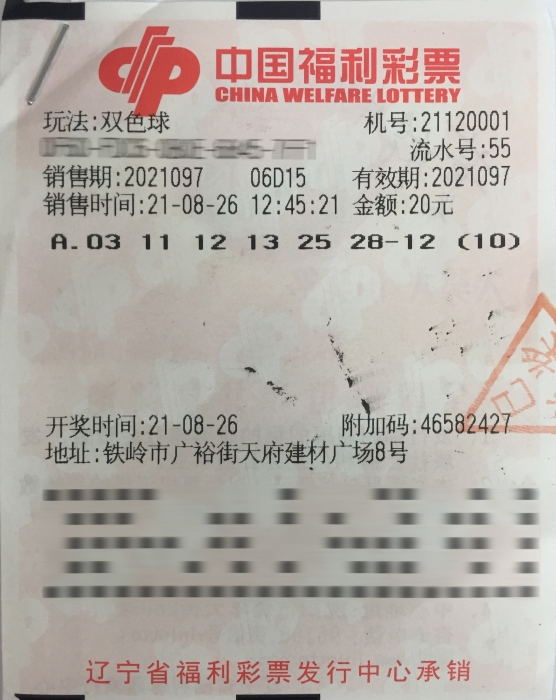 中国福利彩票
CHINA WELFARE LOTTERY
玩法:双色球 机号:21120001
流水号:55
销售期:2021097 06D15 有效期:2021097
销售时间:21-08-26 12:45:21 金额:20元
A.03 11 12 13 25 28-12 (10)
开奖时间:21-08-26 附加码:46582427
地址:铁岭市广裕街天府建材广场8号
辽宁省福利彩票发行中心承销